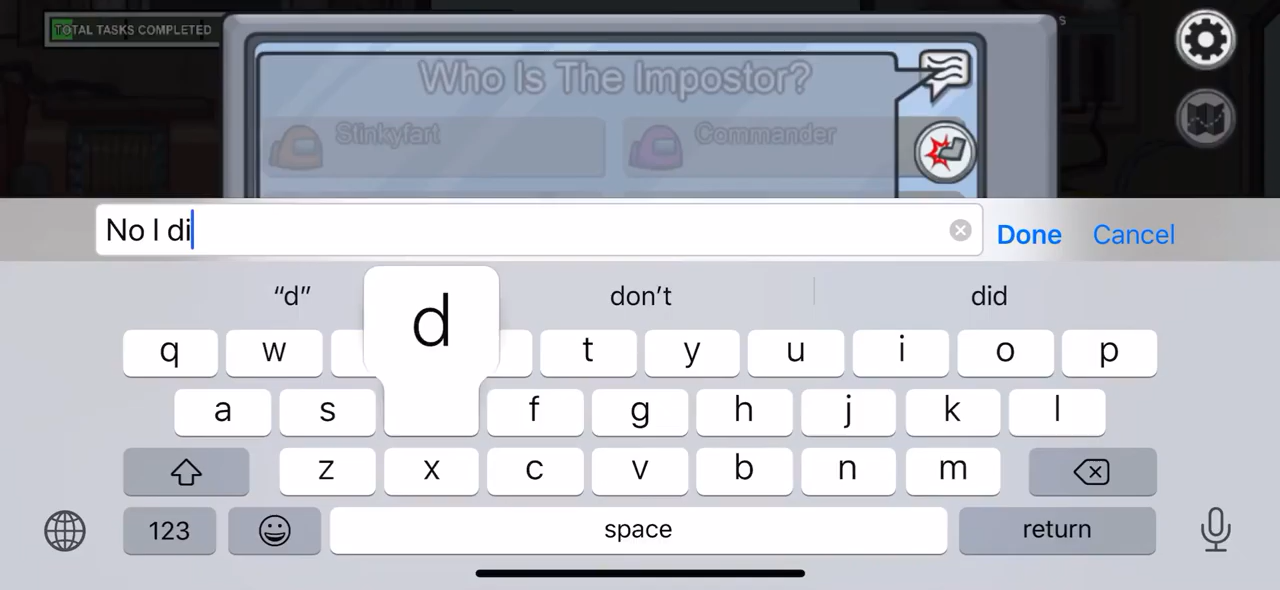 TOTAL TASKS COMPLETED
s
Who Is The Impostor?
Stinkyfart
Commander
No I di
Done
Cancel
“d”
don’t
did
d
q w t y u i o p
a s f g h j k l
z x c v b n m
123
space
return